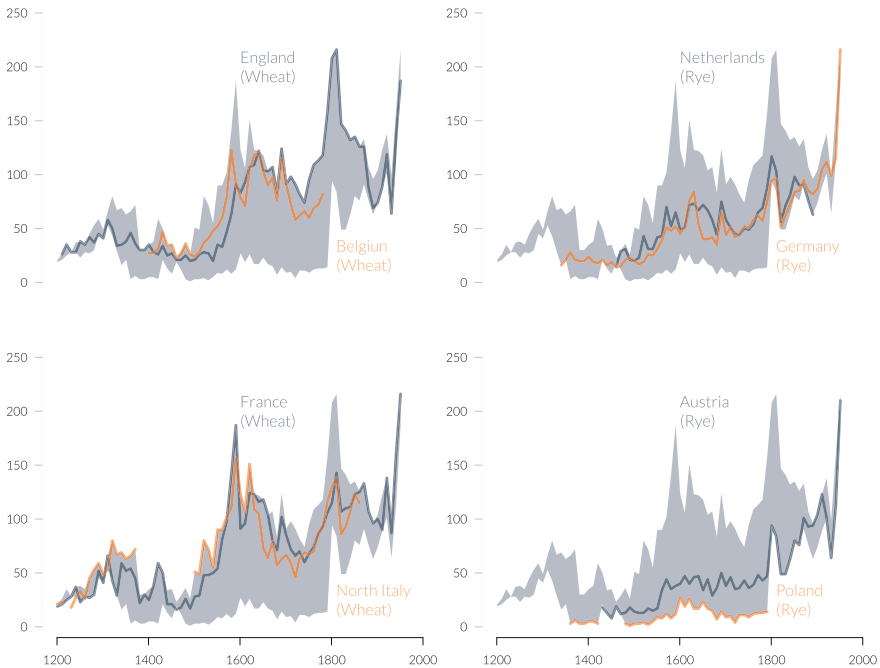 250
200
150
100
50
0
England
(Wheat)
Belgiun
(Wheat)
250
200
150
100
50
0
Netherlands
(Rye)
Germany
(Rye)
250
200
150
100
50
0
France
(Wheat)
North Italy
(Wheat)
1200 1400 1600 1800 2000
250
200
150
100
50
0
Austria
(Rye)
Poland
(Rye)
1200 1400 1600 1800 2000